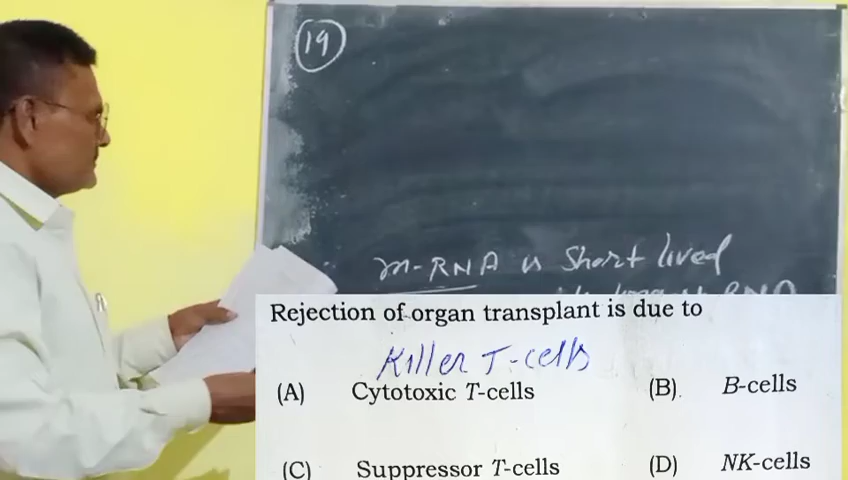 19
m-RNA is Short lived
RNA
Rejection of organ transplant is due to
Killer T-cells
(A) Cytotoxic T-cells (B) B-cells
(C) Suppressor T-cells (D) NK-cells